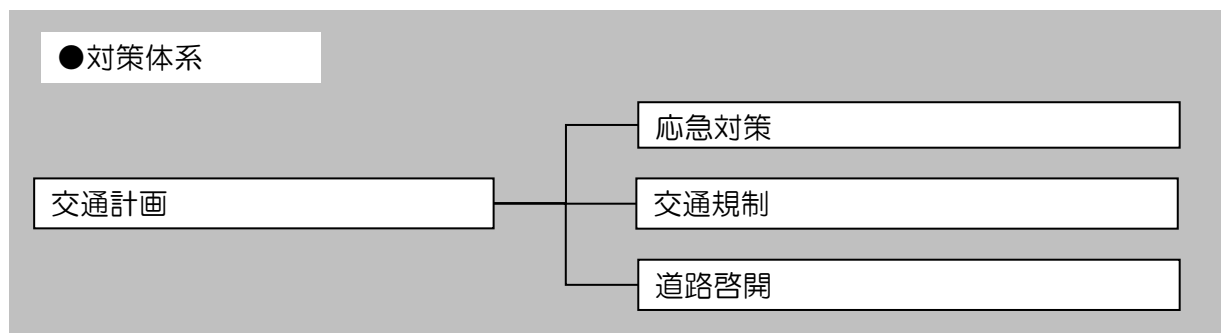 ●対策体系
応急対策
交通計画
交通規制
道路啓開